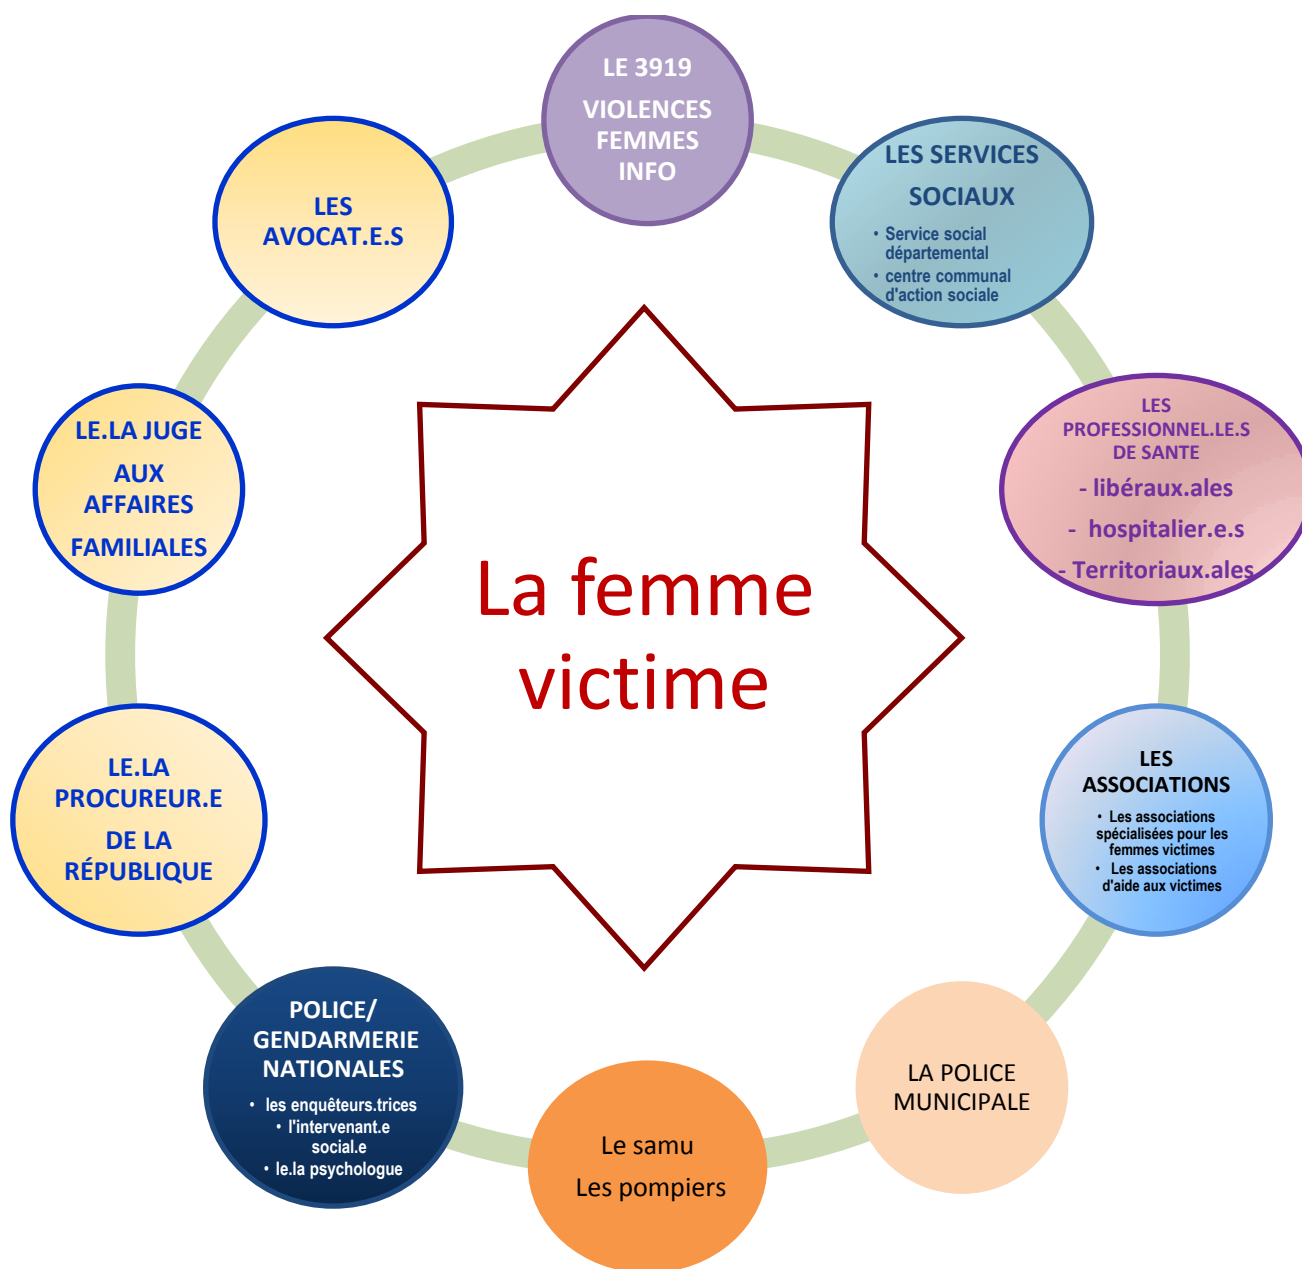 LE 3919
VIOLENCES
FEMMES
INFO
LES SERVICES
SOCIAUX
• Service social
départemental
• centre communal
d'action sociale
LES
PROFESSIONNEL.LE.S
DE SANTE
- libéraux.ales
- hospitalier.e.s
- Territoriaux.ales
LES
ASSOCIATIONS
• Les associations
spécialisées pour les
femmes victimes
• Les associations
d'aide aux victimes
LA POLICE
MUNICIPALE
Le samu
Les pompiers
POLICE/
GENDARMERIE
NATIONALES
• les enquêteurs.trices
• l'intervenant.e
social.e
• le.la psychologue
LE.LA
PROCUREUR.E
DE LA
RÉPUBLIQUE
LE.LA JUGE
AUX
AFFAIRES
FAMILIALES
LES
AVOCAT.E.S
La femme
victime